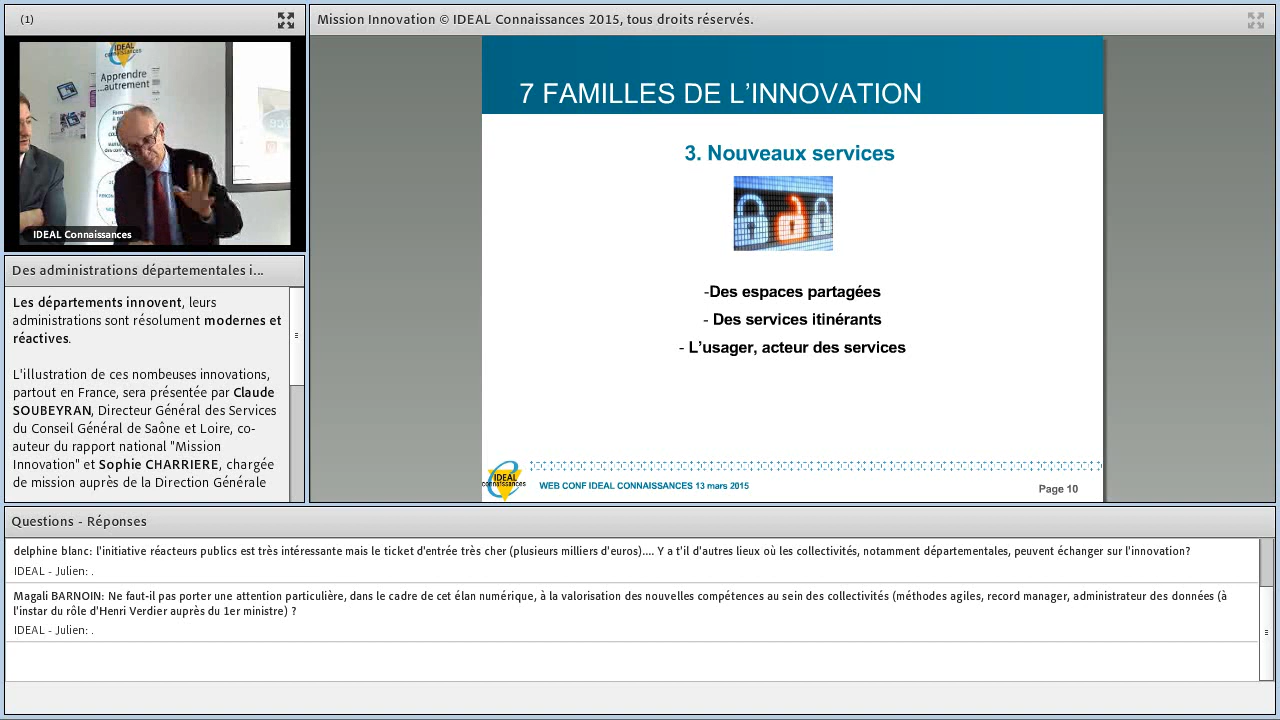 (1)
Mission Innovation © IDEAL Connaissances 2015, tous droits réservés.
IDEAL
Apprendre
...autrement
IDEAL Connaissances
7 FAMILLES DE L’INNOVATION
3. Nouveaux services
-Des espaces partagées
- Des services itinérants
- L’usager, acteur des services
IDEAL
connaissances
WEB CONF IDEAL CONNAISSANCES 13 mars 2015
Page 10
Des administrations départementales i...
Les départements innovent, leurs
administrations sont résolument modernes et
réactives.
L'illustration de ces nombeuses innovations,
partout en France, sera présentée par Claude
SOUBEYRAN, Directeur Général des Services
du Conseil Général de Saône et Loire, co-
auteur du rapport national "Mission
Innovation" et Sophie CHARRIERE, chargée
de mission auprès de la Direction Générale
Questions - Réponses
delphine blanc: l'initiative réacteurs publics est très intéressante mais le ticket d'entrée très cher (plusieurs milliers d'euros).... Y a t'il d'autres lieux où les collectivités, notamment départementales, peuvent échanger sur l'innovation?
IDEAL - Julien: .
Magali BARNOIN: Ne faut-il pas porter une attention particulière, dans le cadre de cet élan numérique, à la valorisation des nouvelles compétences au sein des collectivités (méthodes agiles, record manager, administrateur des données (à
l'instar du rôle d'Henri Verdier auprès du 1er ministre) ?
IDEAL - Julien: .